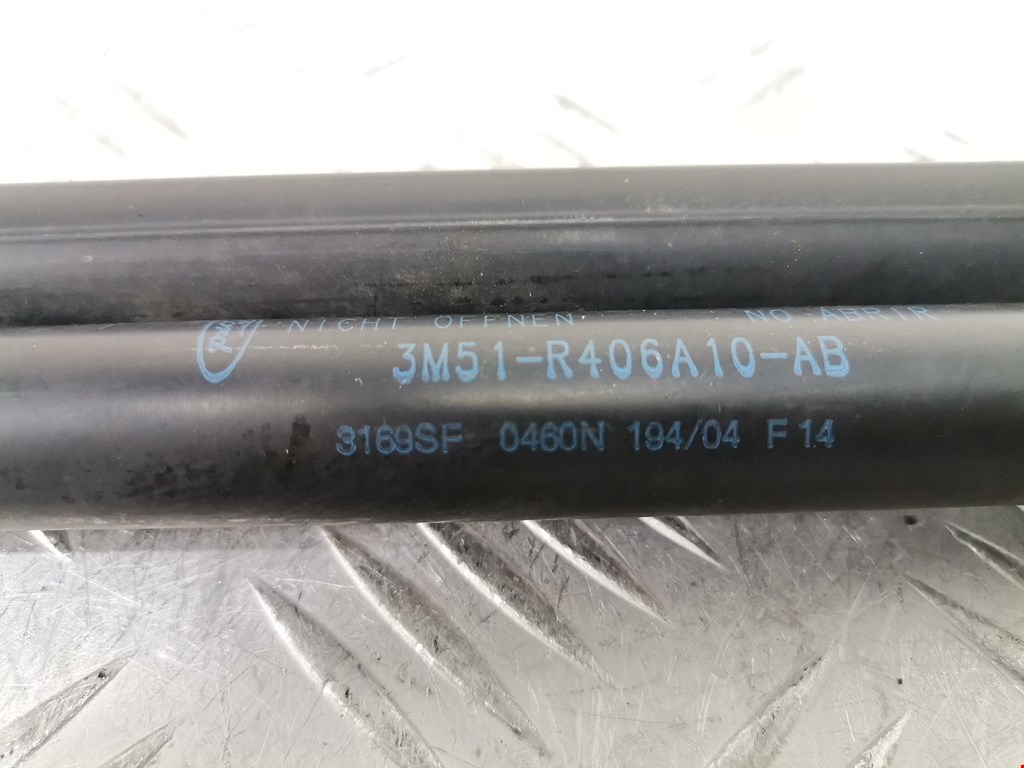 NICHT OFFNEN NO ABRIR
3M51-R406A10-AB
3169SF 0460N 194/04 F14